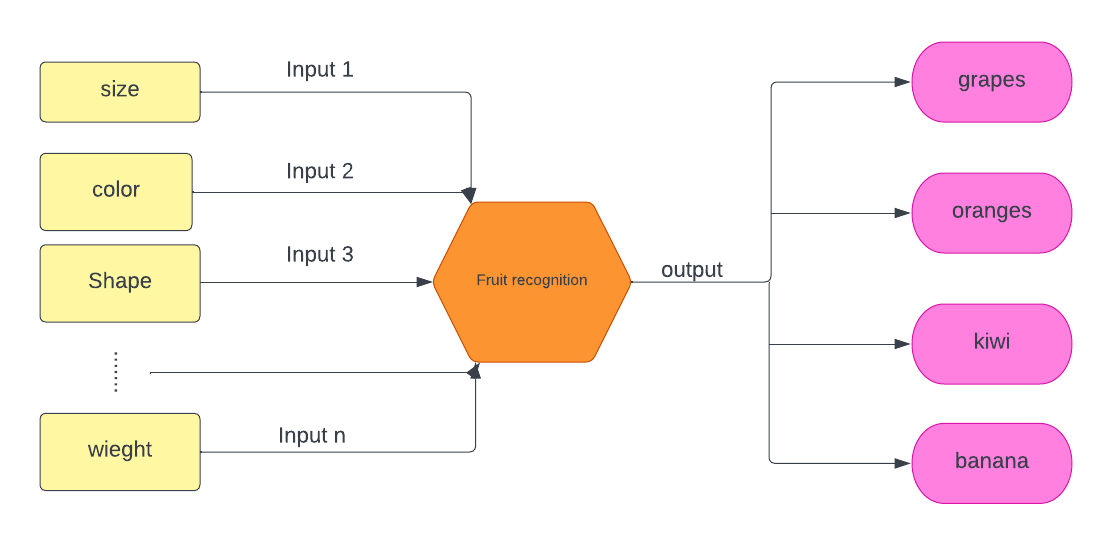 size
Input 1
color
Input 2
Shape
Input 3
wieght
Input n
Fruit recognition
output
grapes
oranges
kiwi
banana